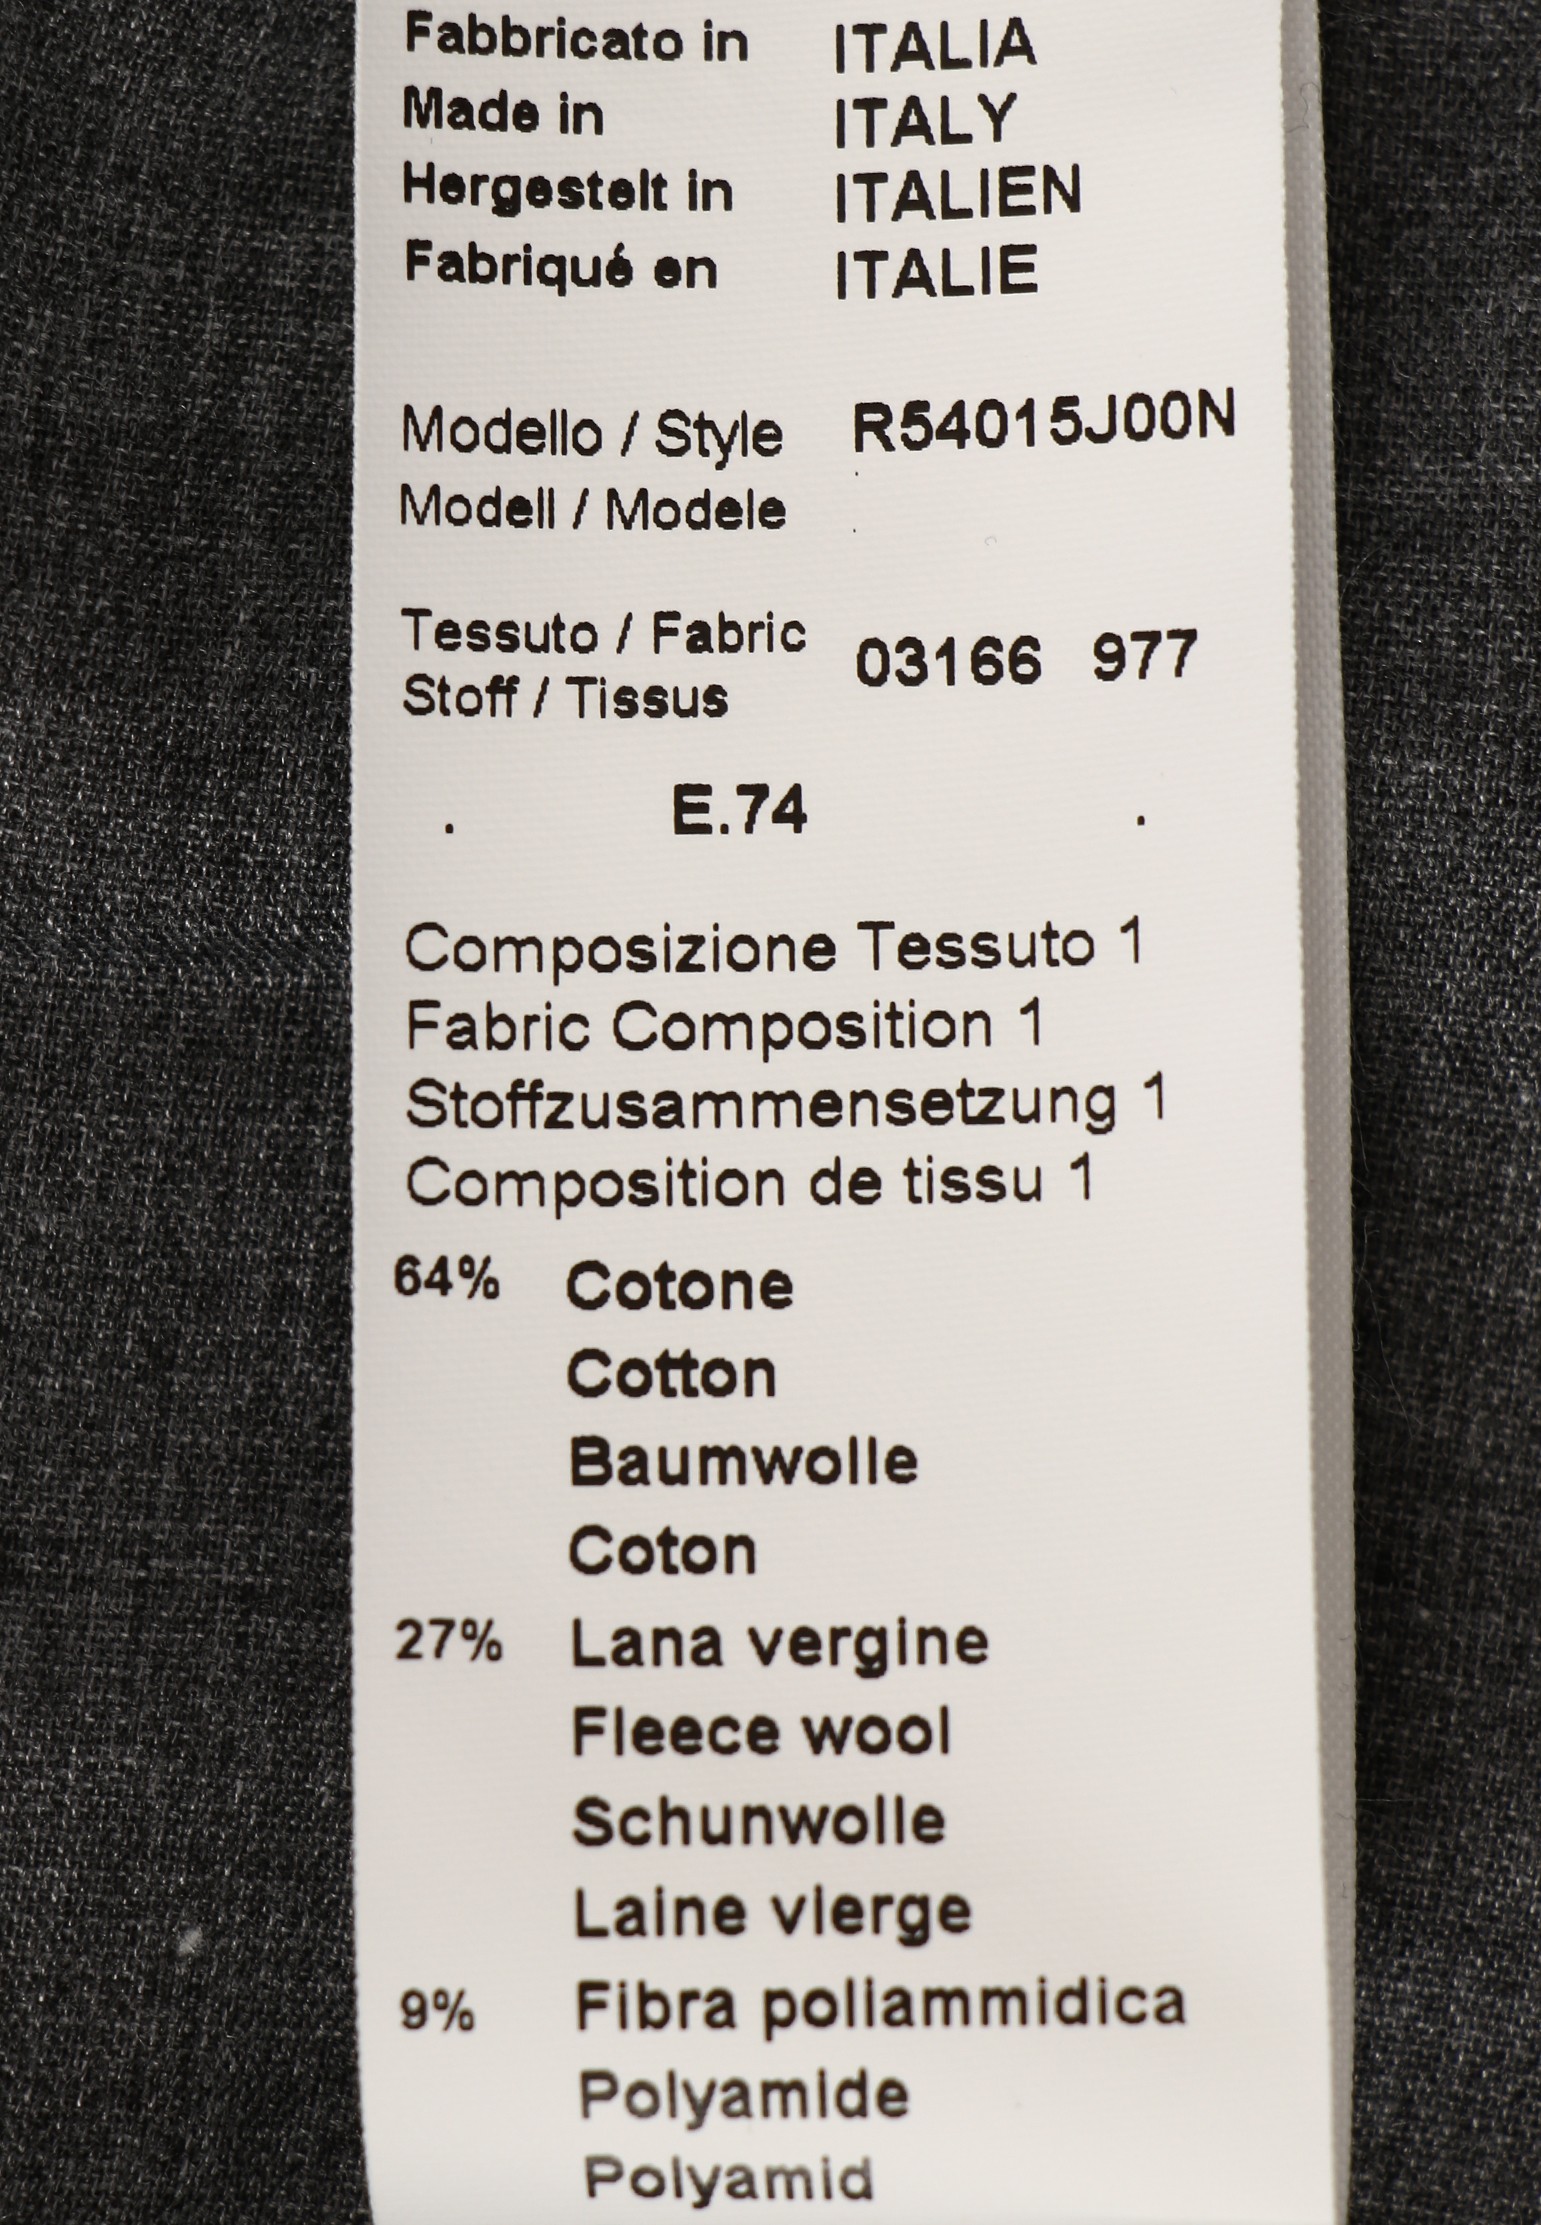 Fabbricato in ITALIA
Made in ITALY
Hergestelt in ITALIEN
Fabriqué en ITALIE
Modello / Style R54015J00N
Modell / Modele
Tessuto / Fabric 03166 977
Stoff / Tissus
. E.74 .
Composizione Tessuto 1
Fabric Composition 1
Stoffzusammensetzung 1
Composition de tissu 1
64% Cotone
Cotton
Baumwolle
Coton
27% Lana vergine
Fleece wool
Schunwolle
Laine vierge
9% Fibra poliammidica
Polyamide
Polyamid